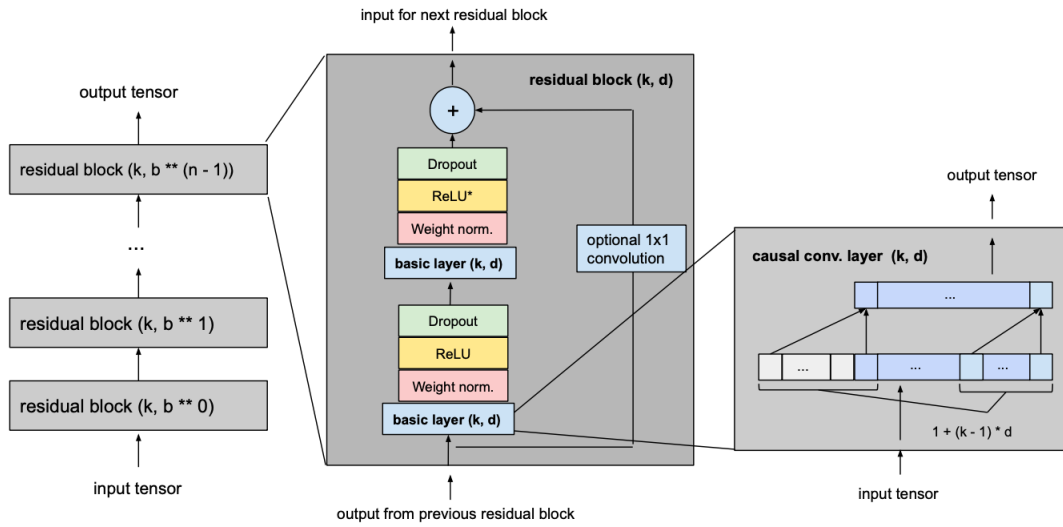 output tensor
residual block (k, b ** (n - 1))
...
residual block (k, b ** 1)
residual block (k, b ** 0)
input tensor
input for next residual block
residual block (k, d)
+
Dropout
ReLU*
Weight norm.
basic layer (k, d)
optional 1x1
convolution
Dropout
ReLU
Weight norm.
basic layer (k, d)
output from previous residual block
output tensor
causal conv. layer (k, d)
...
... ... ...
1 + (k - 1) * d
input tensor